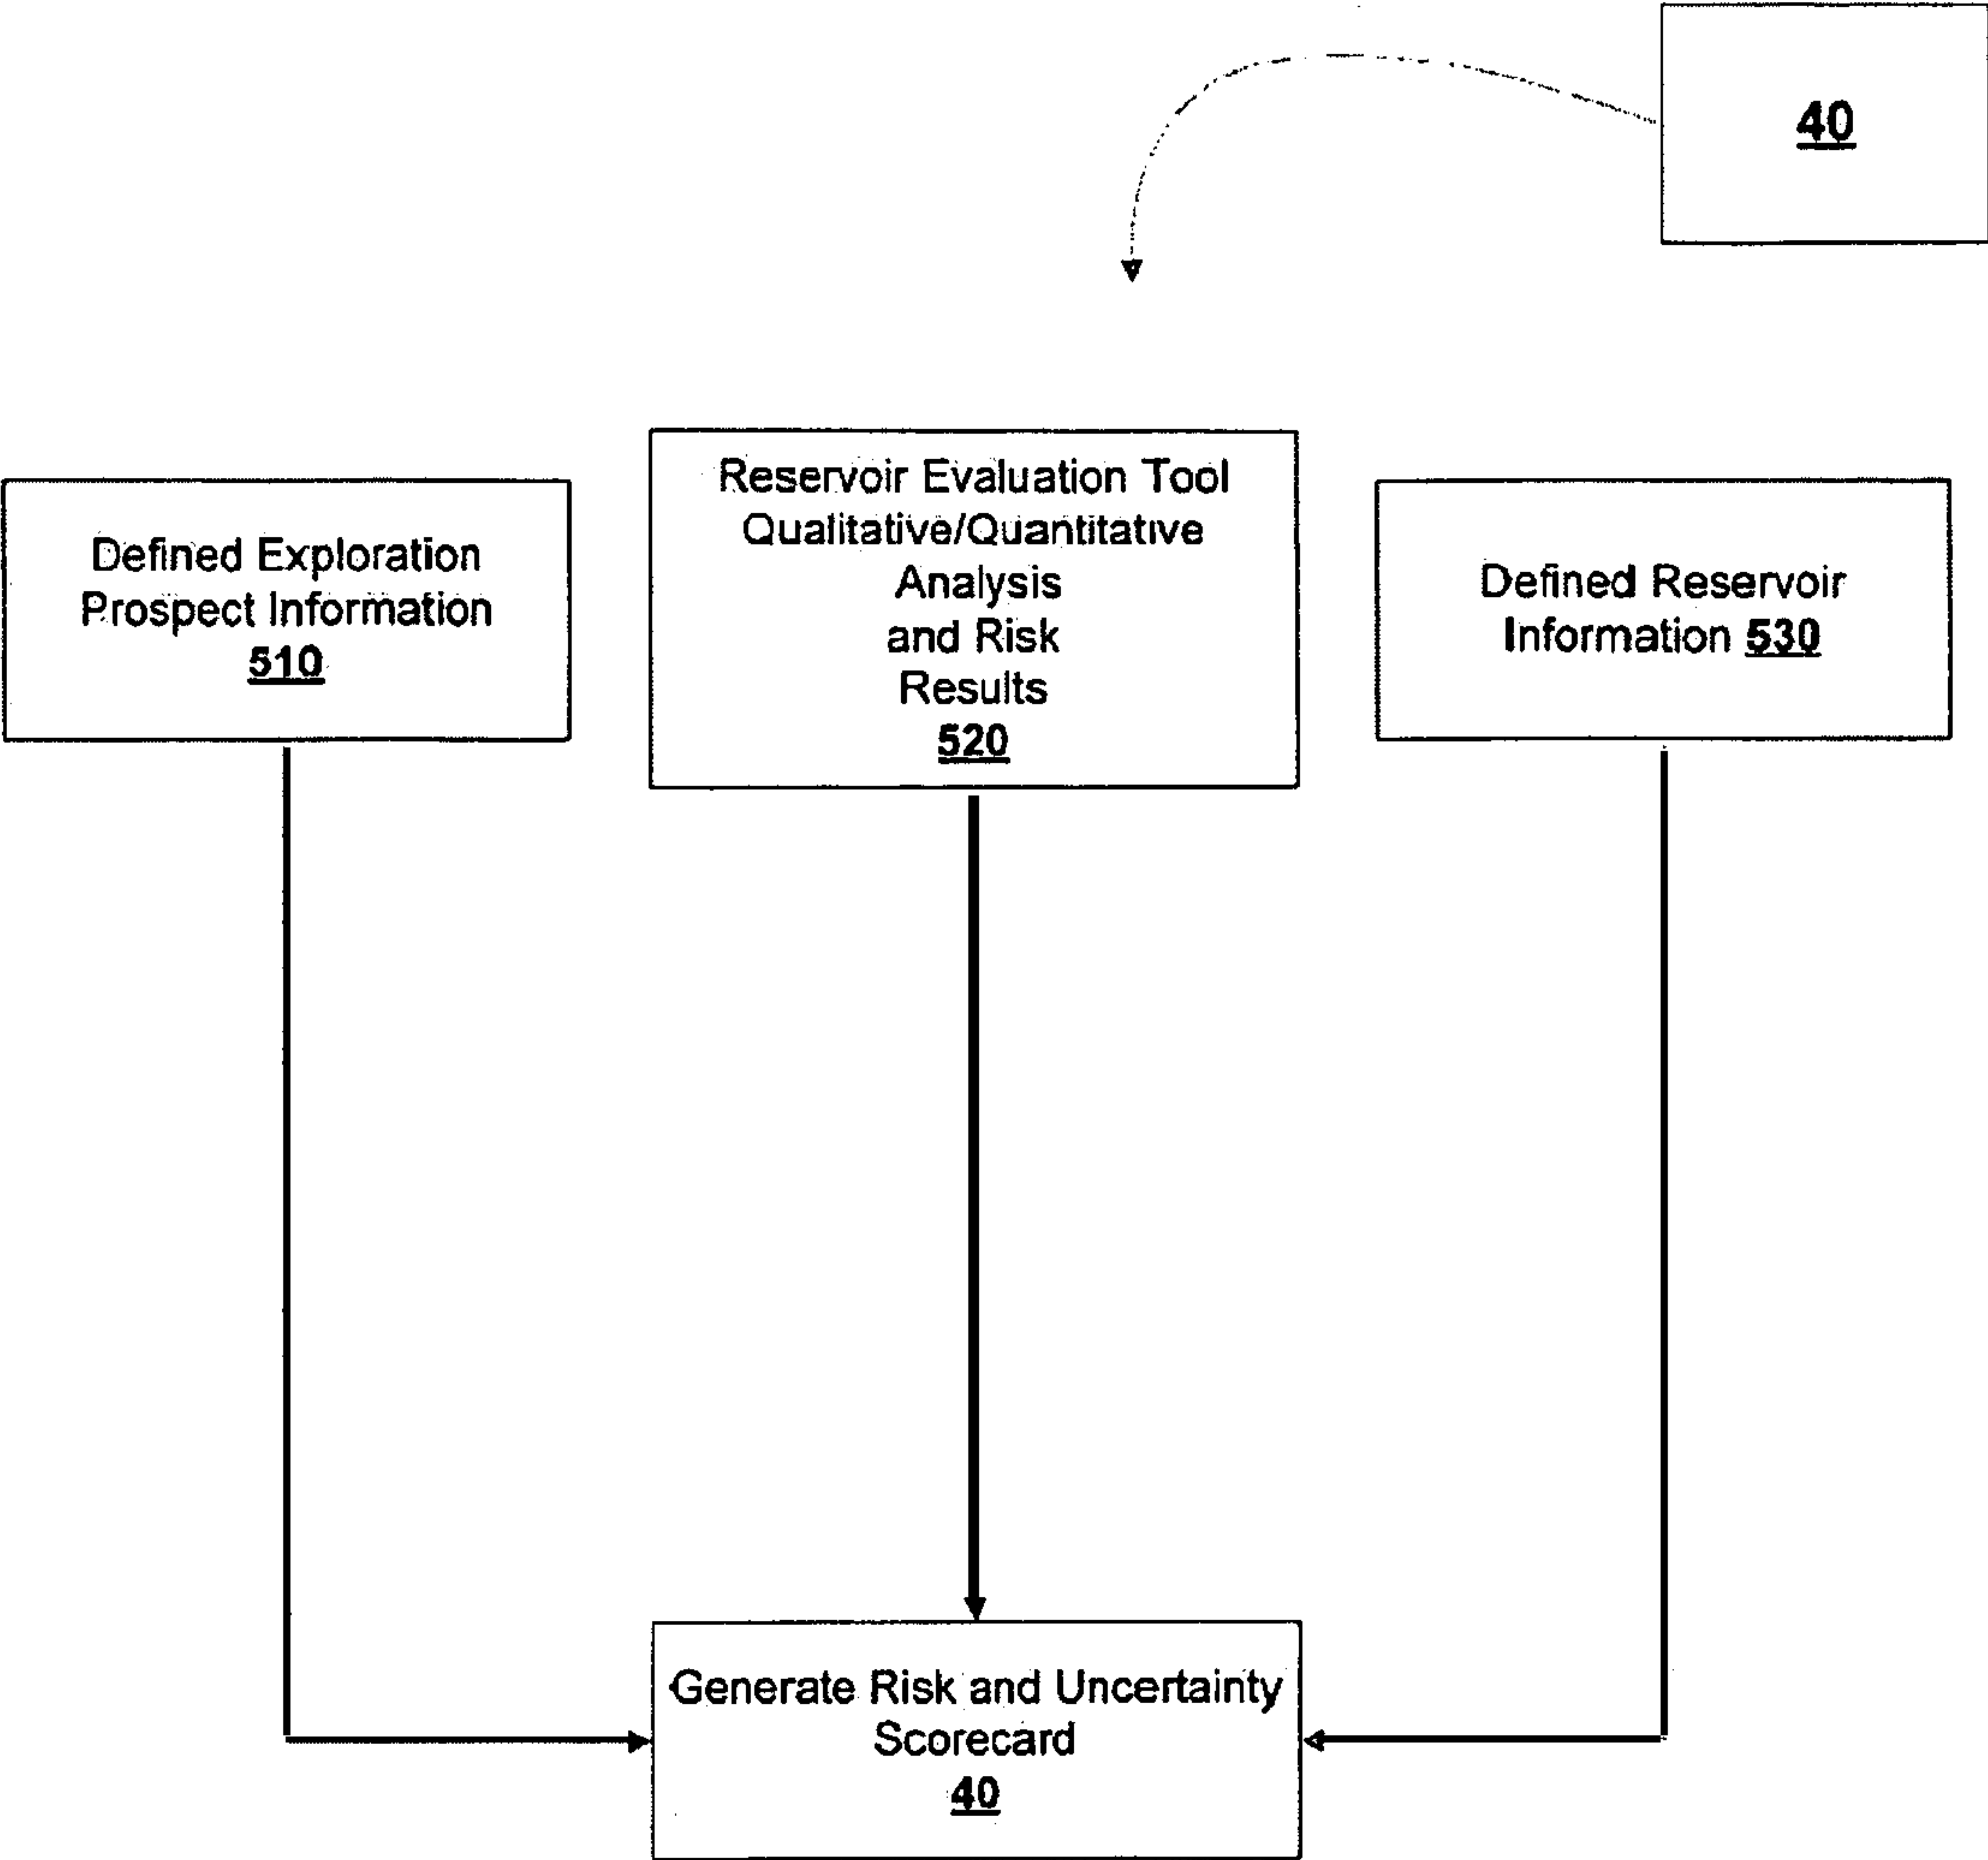 40
Defined Exploration
Prospect Information
510
Reservoir Evaluation Tool
Qualitative/Quantitative
Analysis
and Risk
Results
520
Defined Reservoir
Information 530
Generate Risk and Uncertainty
Scorecard
40